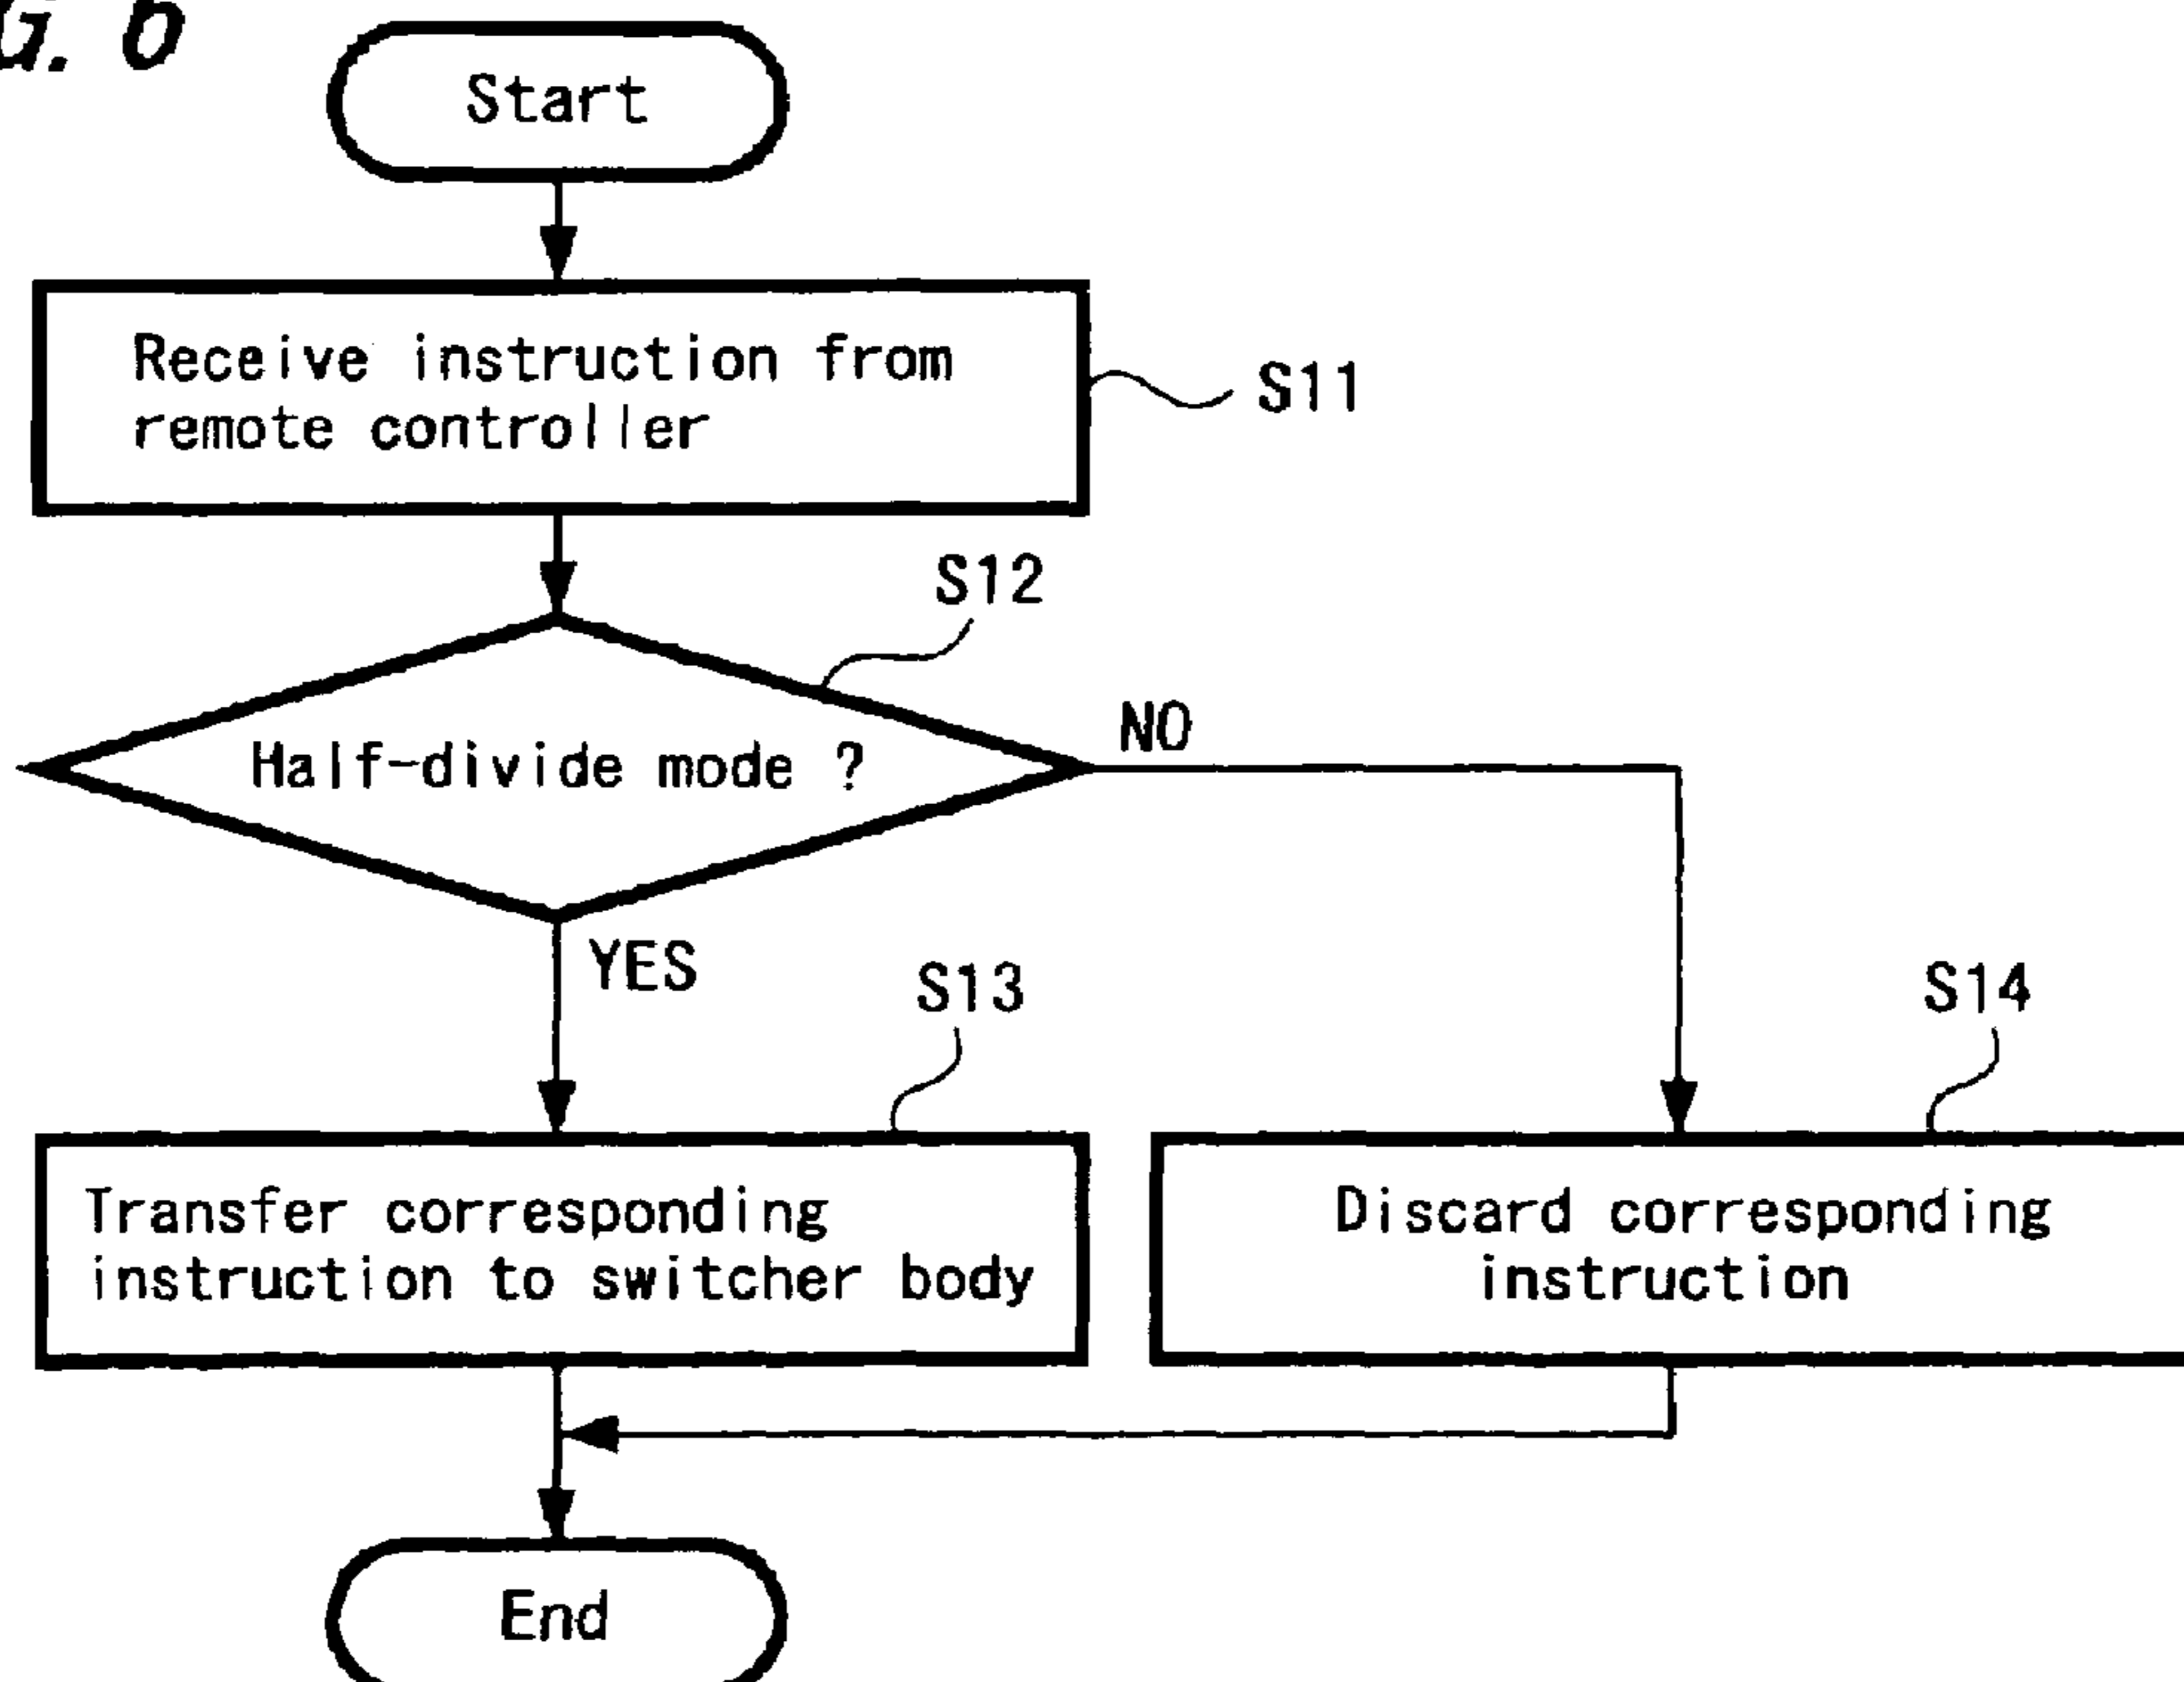 Start
Receive instruction from
remote controller
S11
S12
Half-divide mode ?
NO
YES
S13
S14
Transfer corresponding
instruction to switcher body
Discard corresponding
instruction
End